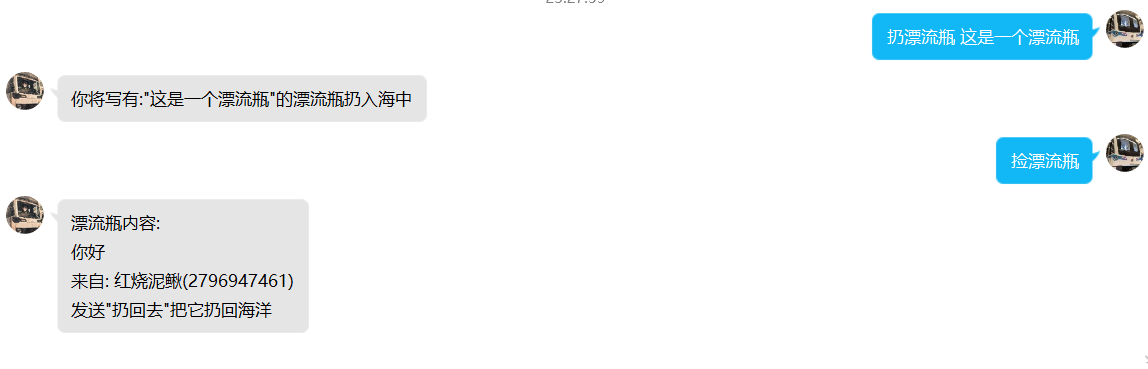 扔漂流瓶 这是一个漂流瓶
你将写有:"这是一个漂流瓶"的漂流瓶扔入海中
捡漂流瓶
漂流瓶内容:
你好
来自: 红烧泥鳅(2796947461)
发送"扔回去"把它扔回海洋